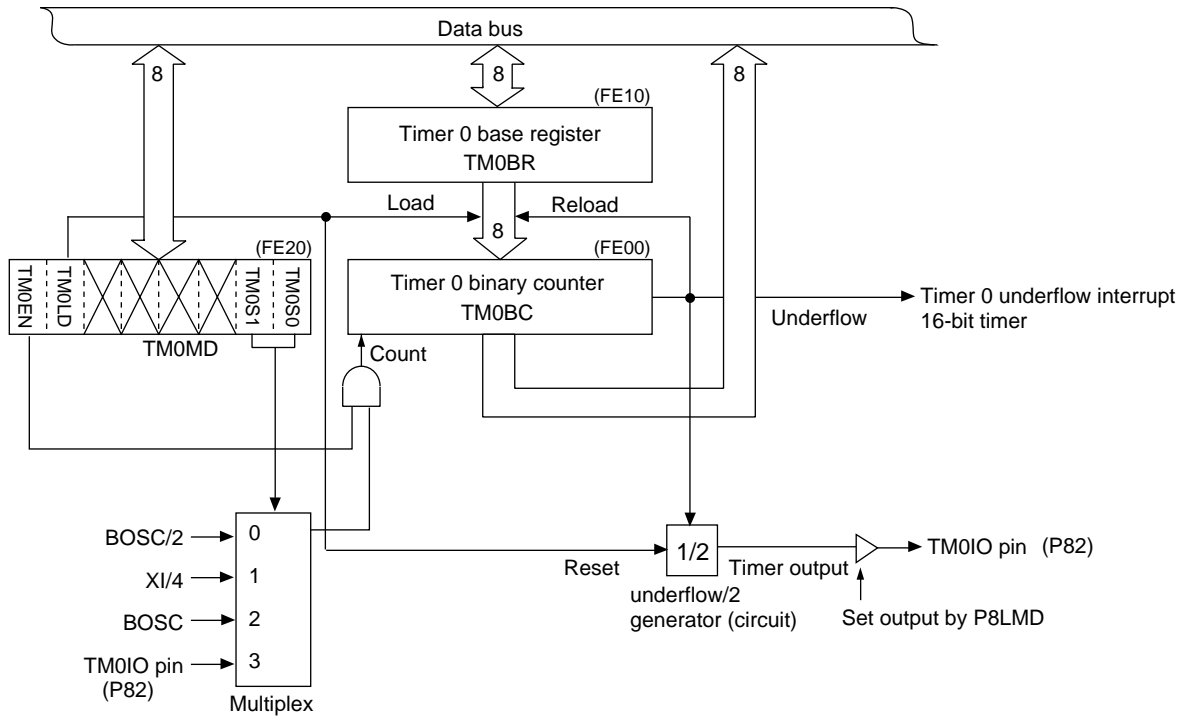 Data bus
8
8
8
(FE10)
Timer 0 base register
TM0BR
Load
Reload
8
(FE20)
(FE00)
TM0EN
TM0LD
TM0S1
TM0S0
TM0MD
Timer 0 binary counter
TM0BC
Underflow
Timer 0 underflow interrupt
16-bit timer
Count
BOSC/2
0
XI/4
1
BOSC
2
TM0IO pin
(P82)
3
Multiplex
Reset
1/2
underflow/2
generator (circuit)
Timer output
TM0IO pin (P82)
Set output by P8LMD